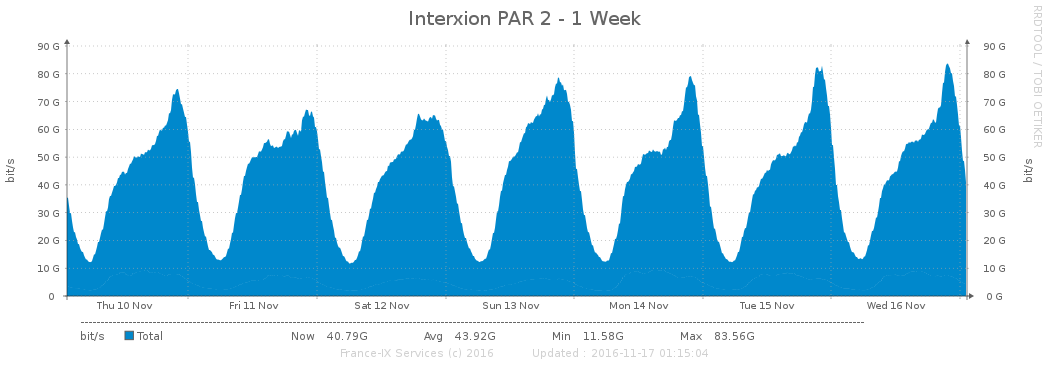 Interxion PAR 2 - 1 Week
RRDTOOL / TOBI OETIKER
90 G 90 G
80 G 80 G
70 G 70 G
60 G 60 G
50 G 50 G
40 G 40 G
30 G 30 G
20 G 20 G
10 G 10 G
0 0 G
bit/s
bit/s
Thu 10 Nov Fri 11 Nov Sat 12 Nov Sun 13 Nov Mon 14 Nov Tue 15 Nov Wed 16 Nov
bit/s Total Now 40.79G Avg 43.92G Min 11.58G Max 83.56G
France-IX Services (c) 2016 Updated : 2016-11-17 01:15:04